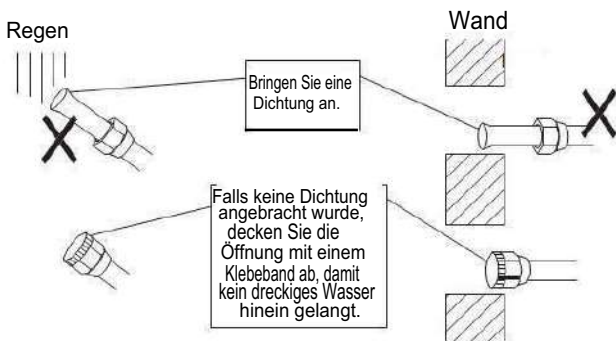 Regen
Wand
Bringen Sie eine
Dichtung an.
Falls keine Dichtung
angebracht wurde,
decken Sie die
Öffnung mit einem
Klebeband ab, damit
kein dreckiges Wasser
hinein gelangt.